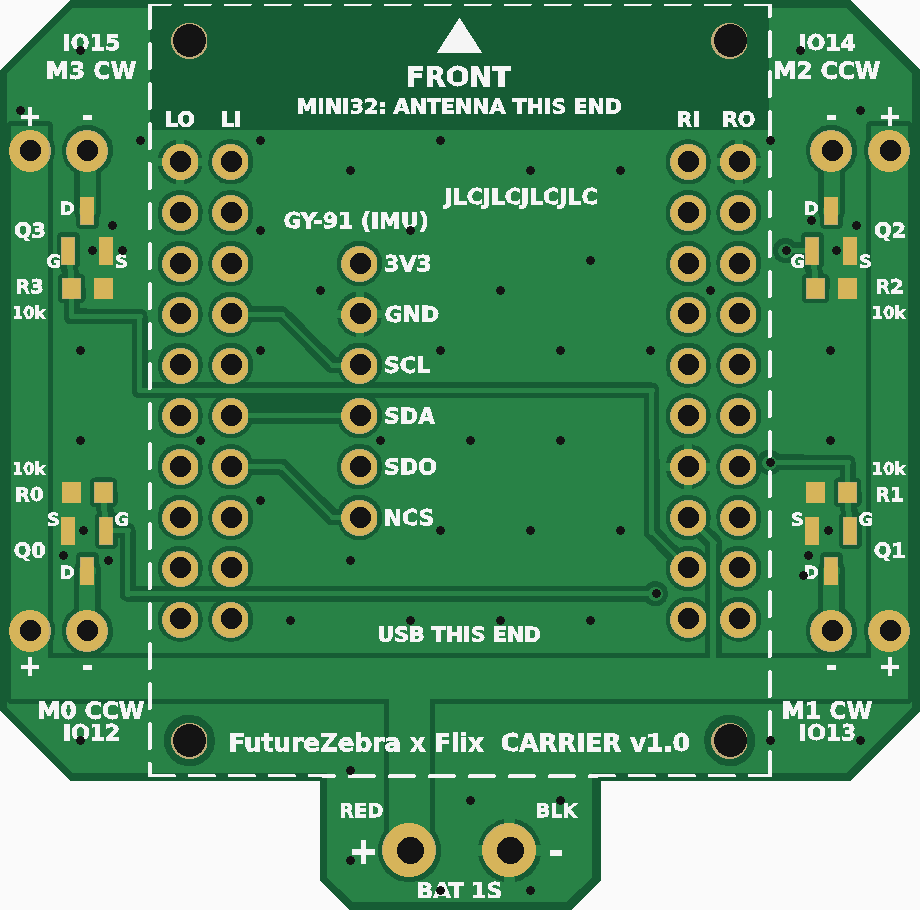 IO15
IO14
M3 CW
FRONT
M2 CCW
MINI32: ANTENNA THIS END
+ -
LO LI
RI RO
- +
JLCJLCJLCJLC
D
D
GY-91 (IMU)
Q3
Q2
G S
3V3
G S
R3
R2
10k
GND
10k
SCL
SDA
10k
SDO
10k
R0
R1
S G
NCS
S G
Q0
Q1
D
D
USB THIS END
+ -
- +
M0 CCW
M1 CW
IO12
IO13
FutureZebra x Flix CARRIER v1.0
RED
BLK
+ -
BAT 1S